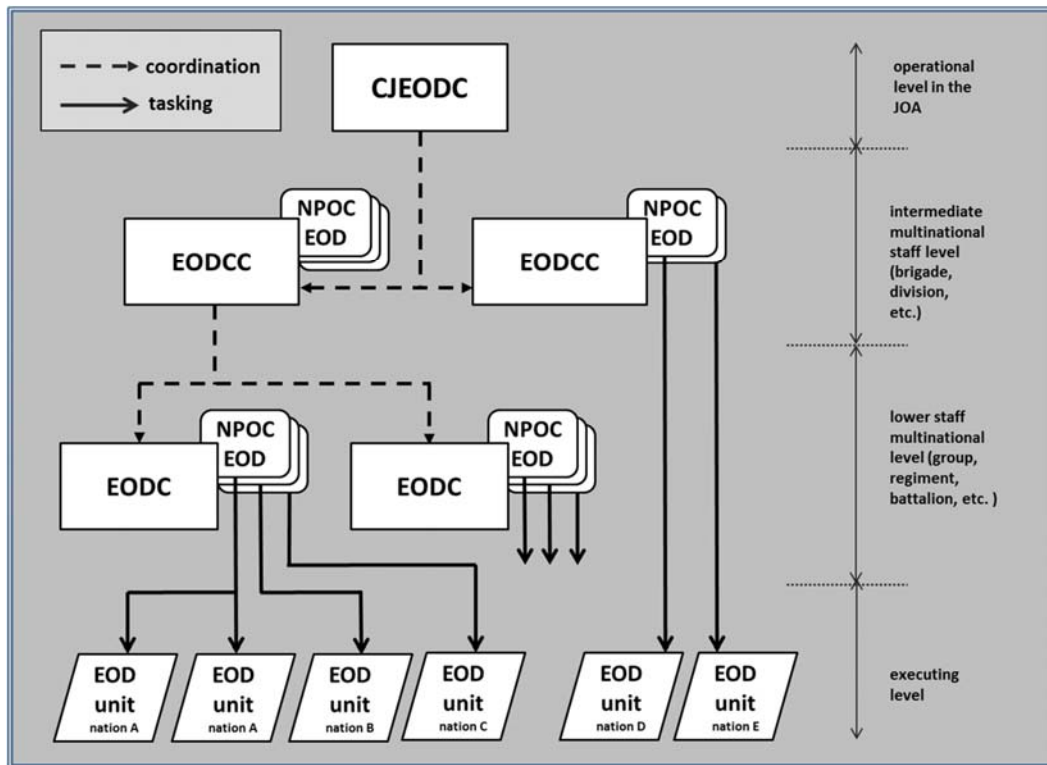 coordination
tasking
CJEODC
operational
level in the
JOA
NPOC
EOD
EODCC
NPOC
EOD
EODCC
intermediate
multinational
staff level
(brigade,
division,
etc.)
NPOC
EOD
EODC
NPOC
EOD
EODC
lower staff
multinational
level (group,
regiment,
battalion, etc. )
EOD
unit
nation A
EOD
unit
nation A
EOD
unit
nation B
EOD
unit
nation C
EOD
unit
nation D
EOD
unit
nation E
executing
level